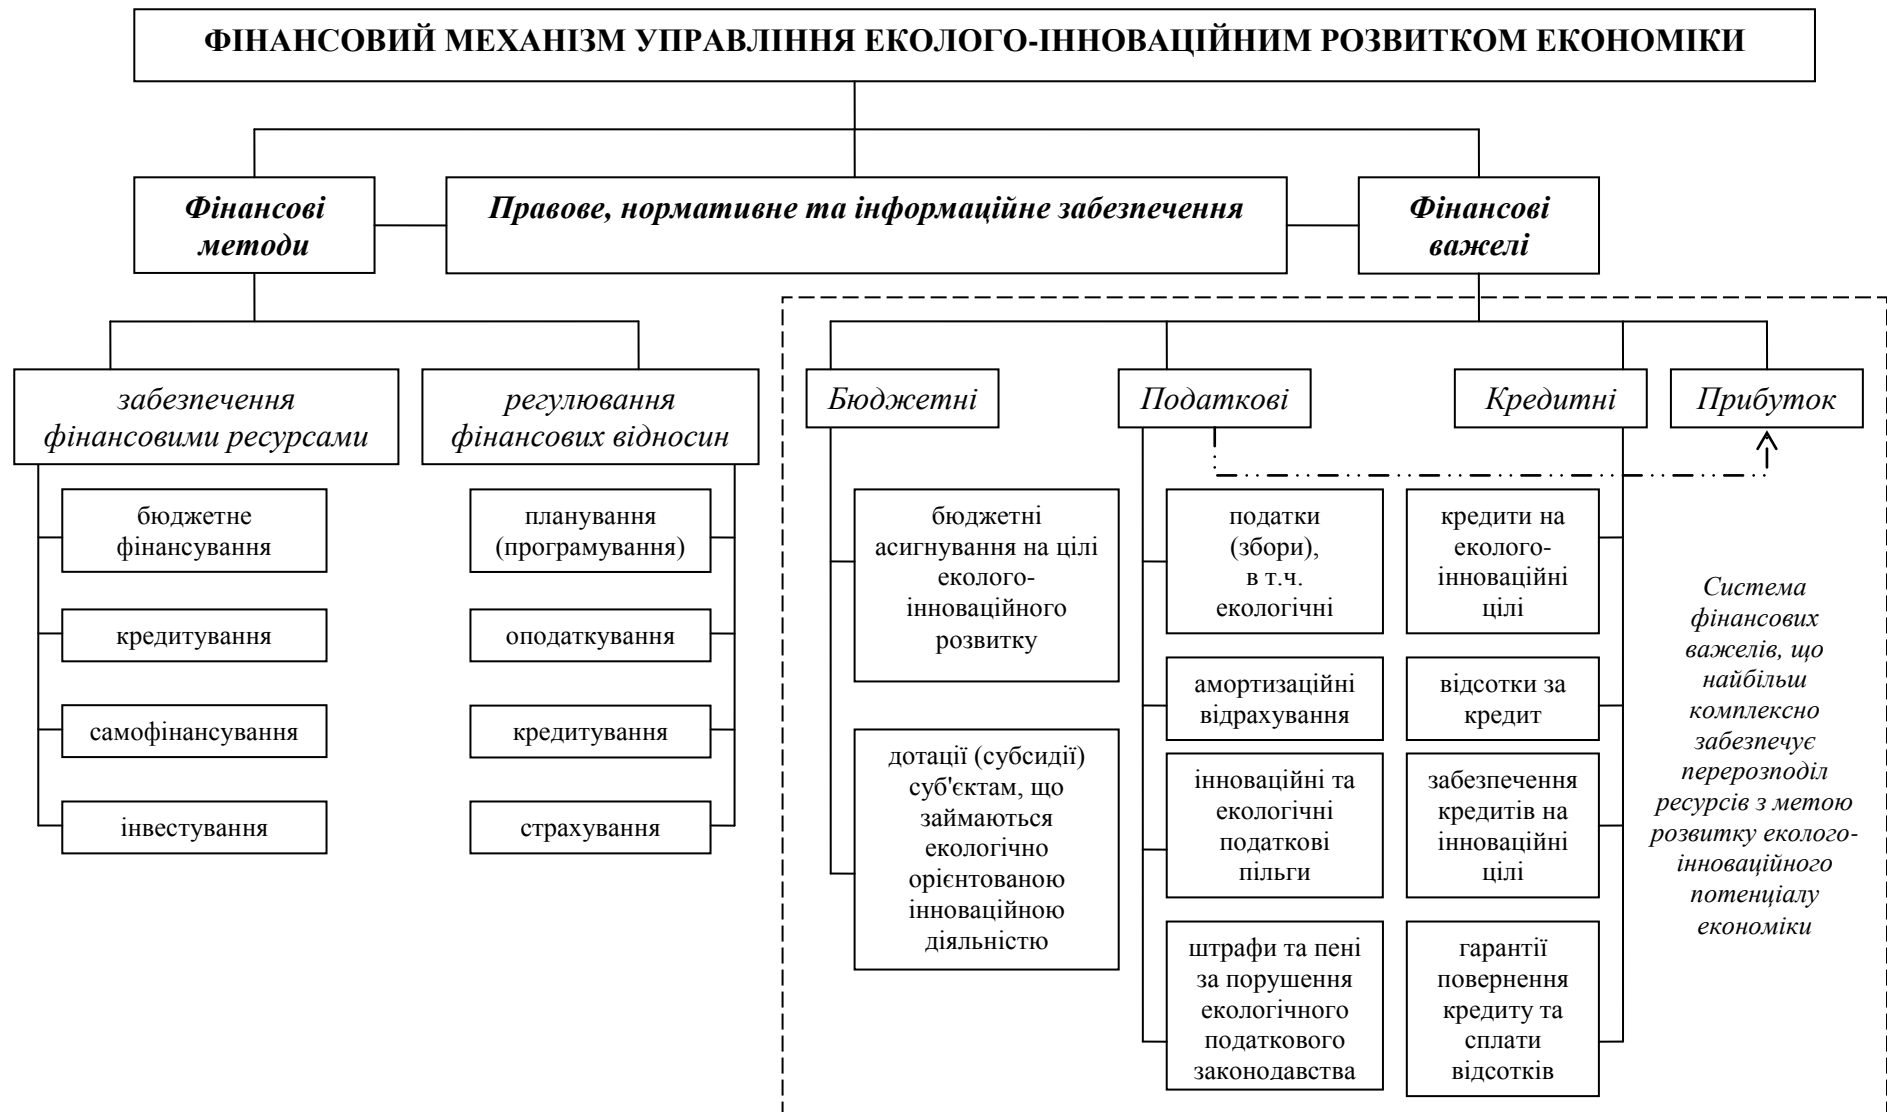 ФІНАНСОВИЙ МЕХАНІЗМ УПРАВЛІННЯ ЕКОЛОГО-ІННОВАЦІЙНИМ РОЗВИТКОМ ЕКОНОМІКИ
Фінансові
методи
Правове, нормативне та інформаційне забезпечення
Фінансові
важелі
забезпечення
фінансовими ресурсами
регулювання
фінансових відносин
Бюджетні
Податкові
Кредитні
Прибуток
бюджетне
фінансування
кредитування
самофінансування
інвестування
планування
(програмування)
оподаткування
кредитування
страхування
бюджетні
асигнування на цілі
еколого-
інноваційного
розвитку
дотації (субсидії)
суб'єктам, що
займаються
екологічно
орієнтованою
інноваційною
діяльністю
податки
(збори),
в т.ч.
екологічні
амортизаційні
відрахування
інноваційні та
екологічні
податкові
пільги
штрафи та пені
за порушення
екологічного
податкового
законодавства
кредити на
еколого-
інноваційні
цілі
відсотки за
кредит
забезпечення
кредитів на
інноваційні
цілі
гарантії
повернення
кредиту та
сплати
відсотків
Система
фінансових
важелів, що
найбільш
комплексно
забезпечує
перерозподіл
ресурсів з метою
розвитку еколого-
інноваційного
потенціалу
економіки